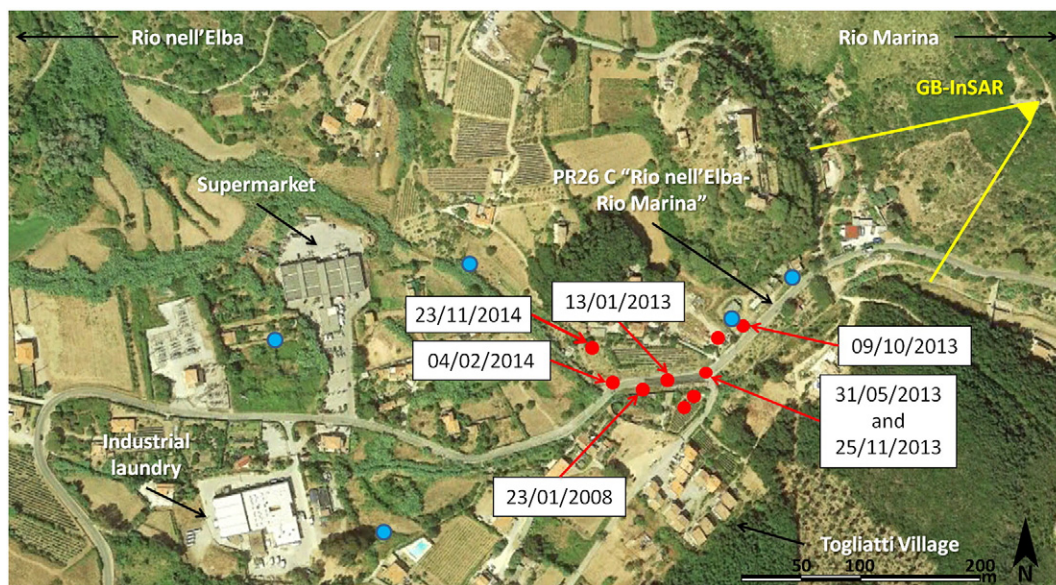 Rio nell'Elba
Rio Marina
GB-InSAR
PR26 C "Rio nell'Elba-
Rio Marina"
Supermarket
13/01/2013
23/11/2014
04/02/2014
09/10/2013
31/05/2013
and
25/11/2013
Industrial
laundry
23/01/2008
Togliatti Village
50 100 200
m
N